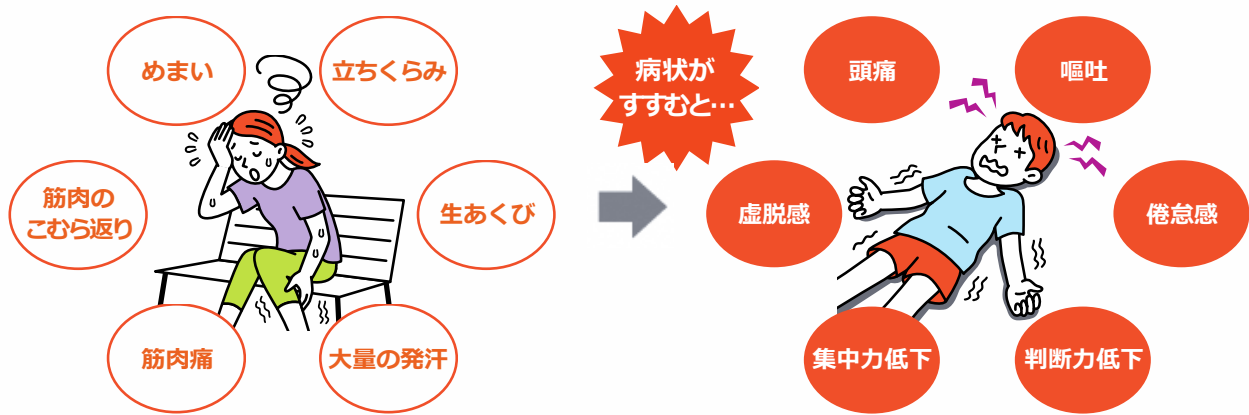 めまい
立ちくらみ
筋肉の
こむら返り
生あくび
筋肉痛
大量の発汗
病状が
すすむと…
頭痛
嘔吐
虚脱感
倦怠感
集中力低下
判断力低下